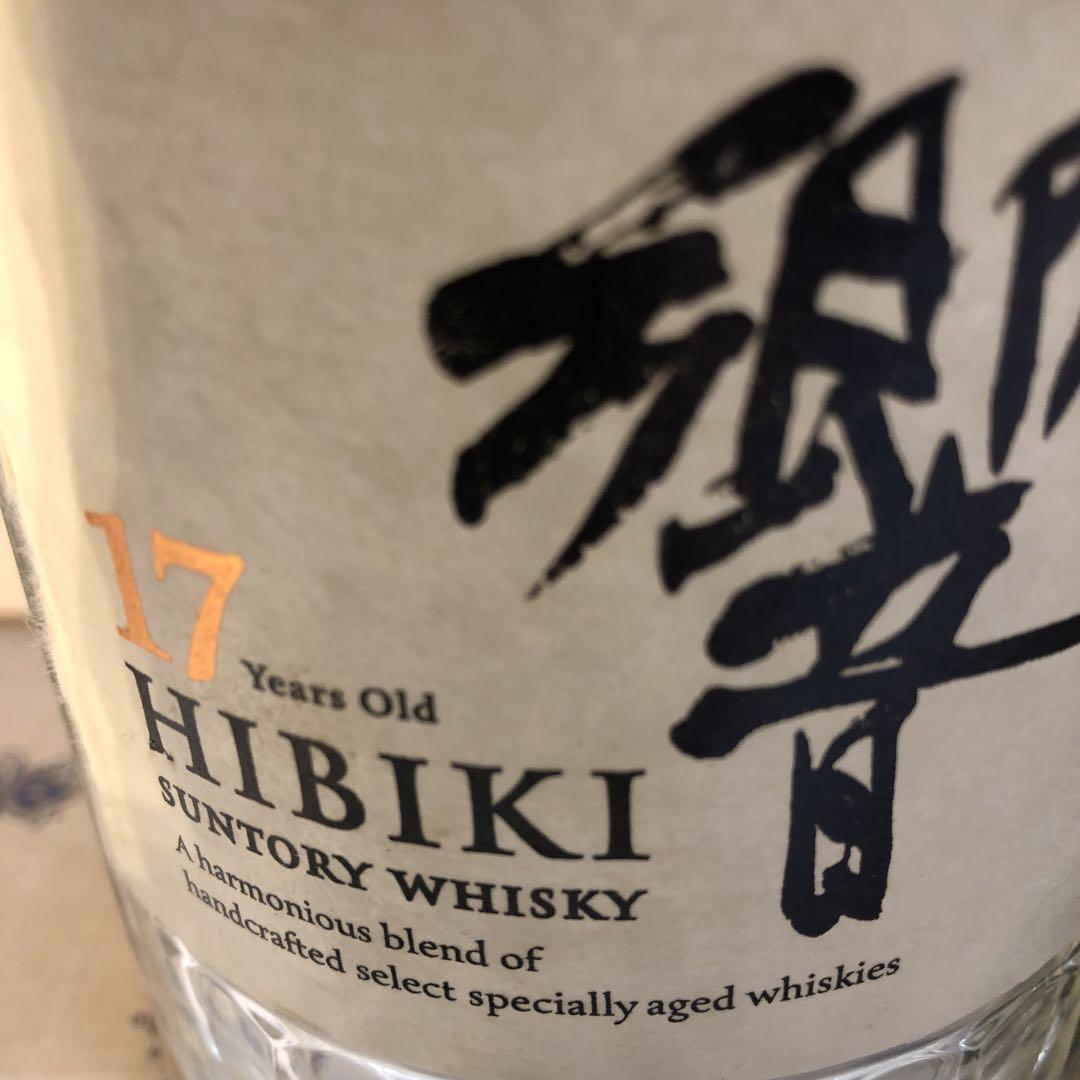 響
17 Years Old
HIBIKI
SUNTORY WHISKY
A harmonious blend of
handcrafted select specially aged whiskies